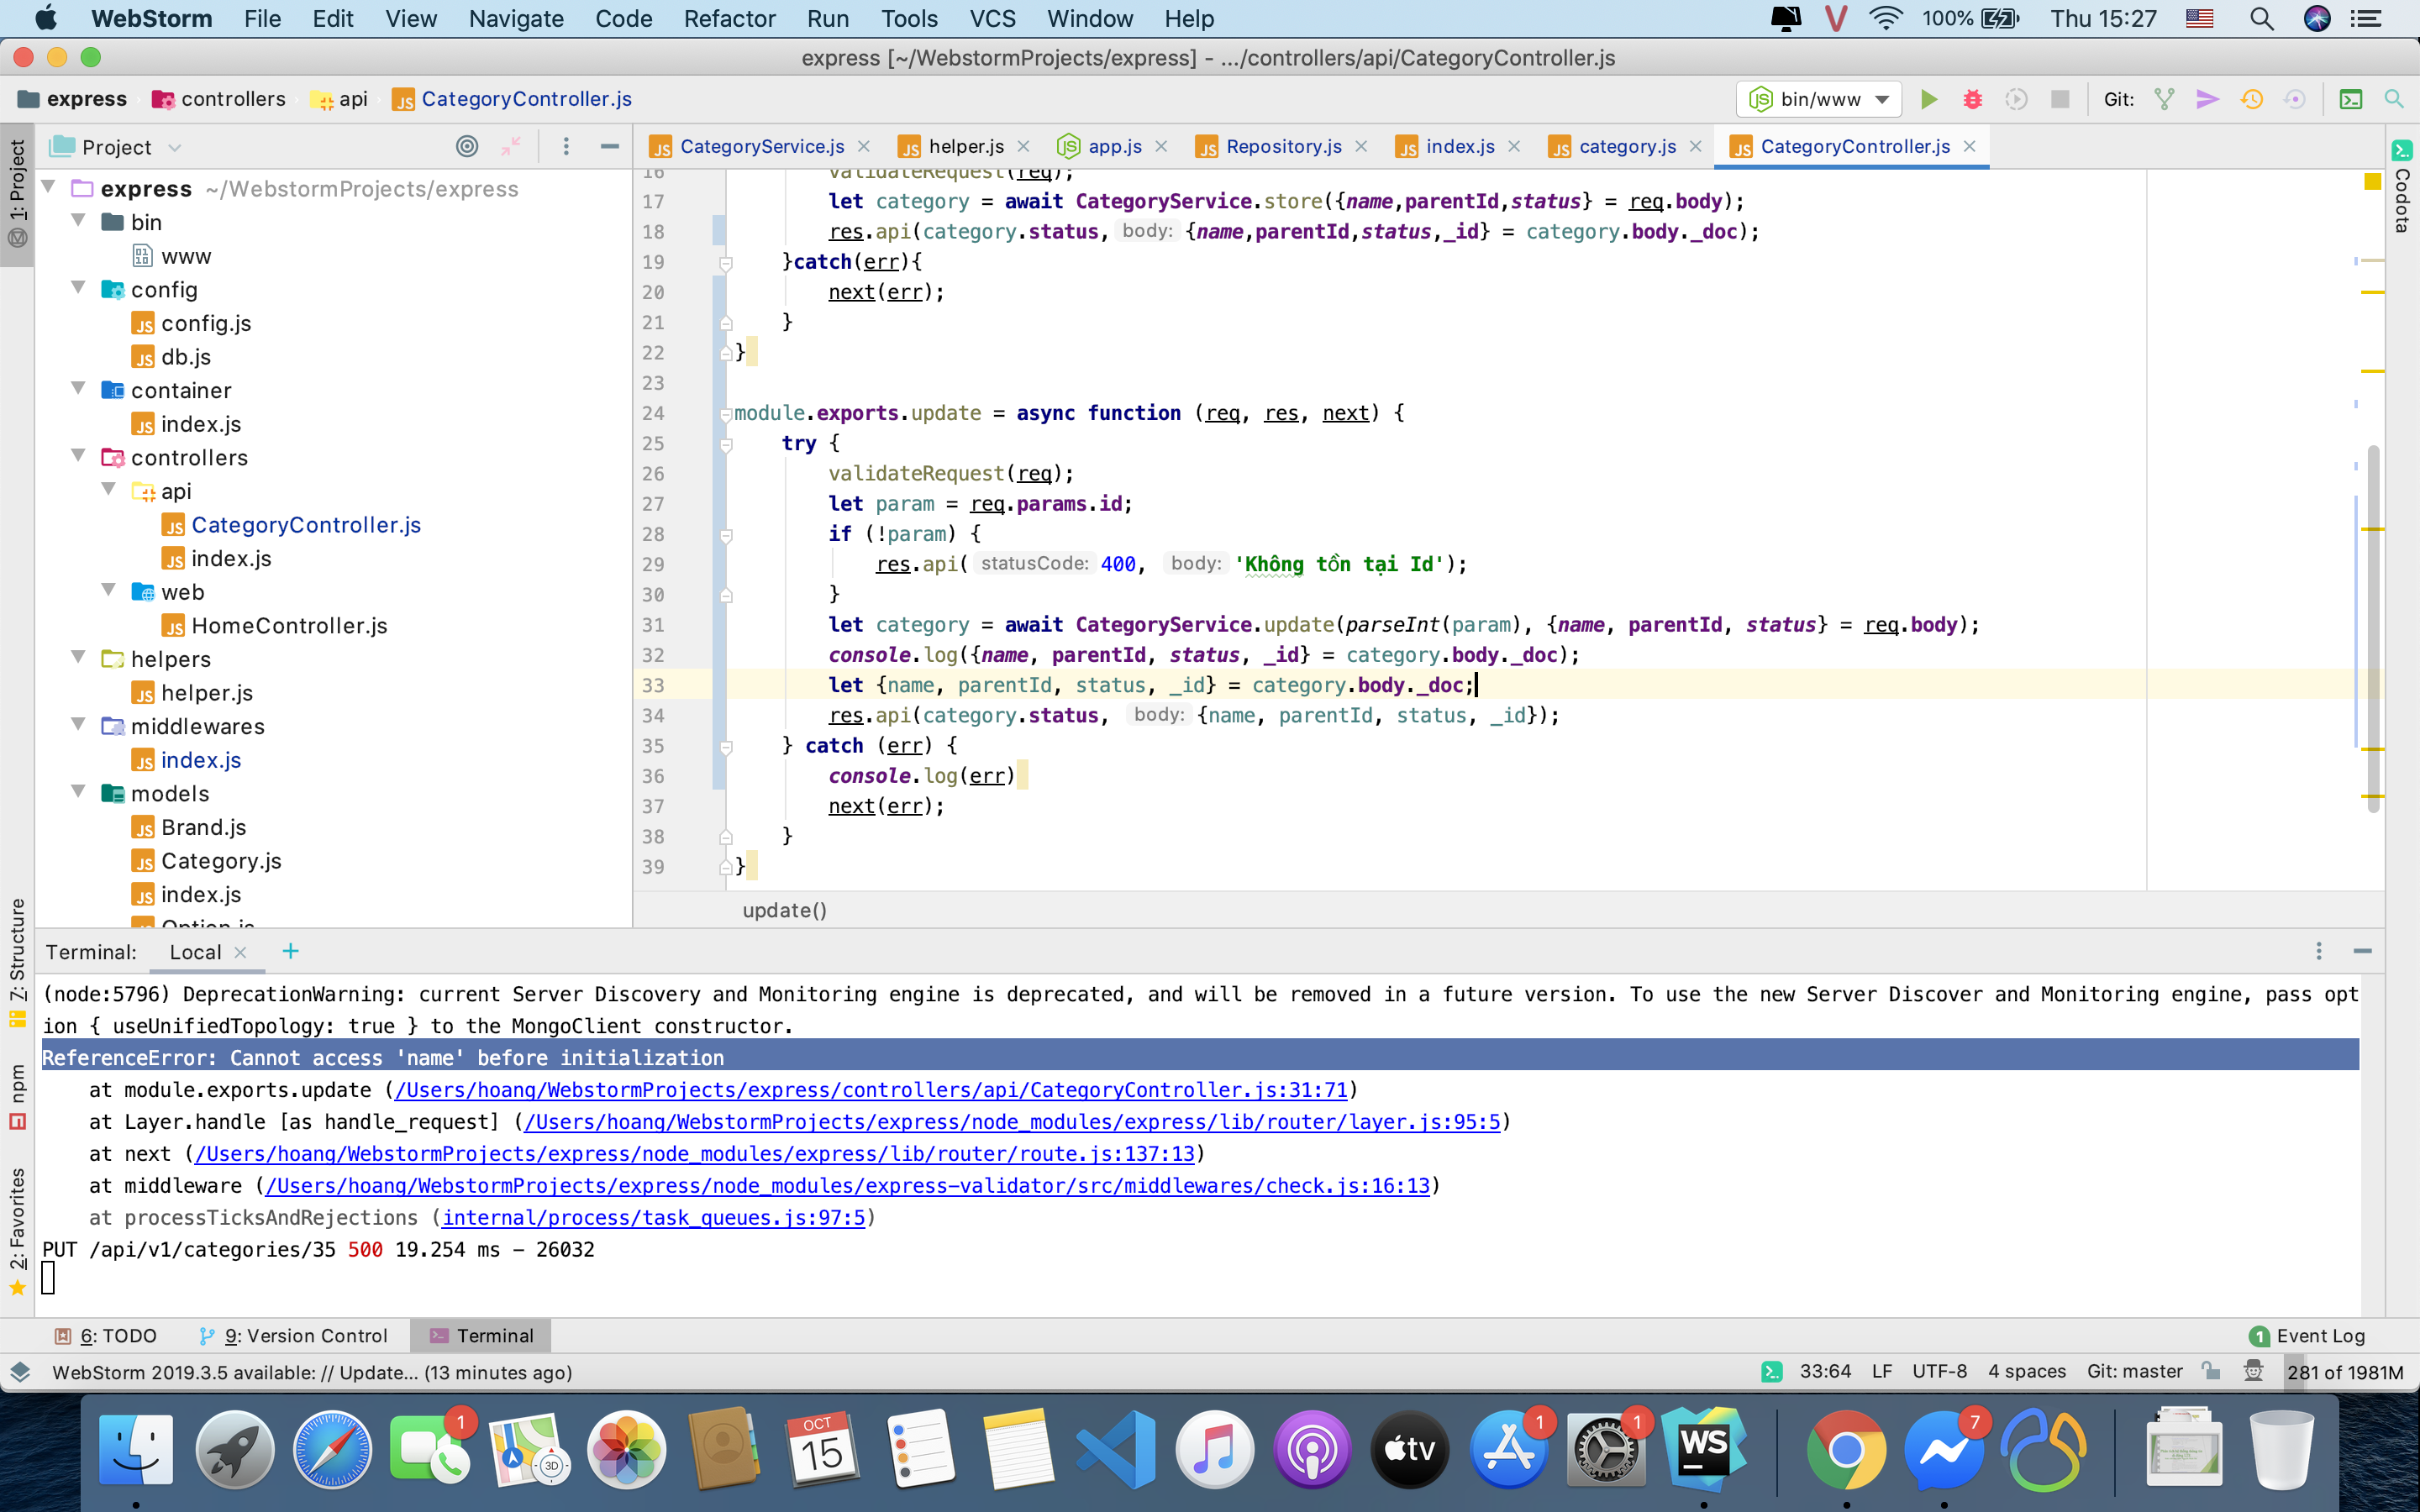 WebStorm File Edit View Navigate Code Refactor Run Tools VCS Window Help 100% Thu 15:27
express [~/WebstormProjects/express] - .../controllers/api/CategoryController.js
express controllers api CategoryController.js bin/www Git:
Project
CategoryService.js helper.js app.js Repository.js index.js category.js CategoryController.js
1: Project
7: Structure
npm
2: Favorites
Codota
express ~/WebstormProjects/express
bin
www
config
config.js
db.js
container
index.js
controllers
api
CategoryController.js
index.js
web
HomeController.js
helpers
helper.js
middlewares
index.js
models
Brand.js
Category.js
index.js
Option.js
16 validateRequest(req);
17 let category = await CategoryService.store({name,parentId,status} = req.body);
18 res.api(category.status, body: {name,parentId,status,_id} = category.body._doc);
19 }catch(err){
20 next(err);
21 }
22 }
23
24 module.exports.update = async function (req, res, next) {
25 try {
26 validateRequest(req);
27 let param = req.params.id;
28 if (!param) {
29 res.api( statusCode: 400, body: 'Không tồn tại Id');
30 }
31 let category = await CategoryService.update(parseInt(param), {name, parentId, status} = req.body);
32 console.log({name, parentId, status, _id} = category.body._doc);
33 let {name, parentId, status, _id} = category.body._doc;
34 res.api(category.status, body: {name, parentId, status, _id});
35 } catch (err) {
36 console.log(err)
37 next(err);
38 }
39 }
update()
Terminal: Local +
(node:5796) DeprecationWarning: current Server Discovery and Monitoring engine is deprecated, and will be removed in a future version. To use the new Server Discover and Monitoring engine, pass opt
ion { useUnifiedTopology: true } to the MongoClient constructor.
ReferenceError: Cannot access 'name' before initialization
at module.exports.update (/Users/hoang/WebstormProjects/express/controllers/api/CategoryController.js:31:71)
at Layer.handle [as handle_request] (/Users/hoang/WebstormProjects/express/node_modules/express/lib/router/layer.js:95:5)
at next (/Users/hoang/WebstormProjects/express/node_modules/express/lib/router/route.js:137:13)
at middleware (/Users/hoang/WebstormProjects/express/node_modules/express-validator/src/middlewares/check.js:16:13)
at processTicksAndRejections (internal/process/task_queues.js:97:5)
PUT /api/v1/categories/35 500 19.254 ms - 26032
6: TODO 9: Version Control Terminal 1 Event Log
WebStorm 2019.3.5 available: // Update... (13 minutes ago) 33:64 LF UTF-8 4 spaces Git: master 281 of 1981M
1 3D OCT 15 tv 1 1 WS 7